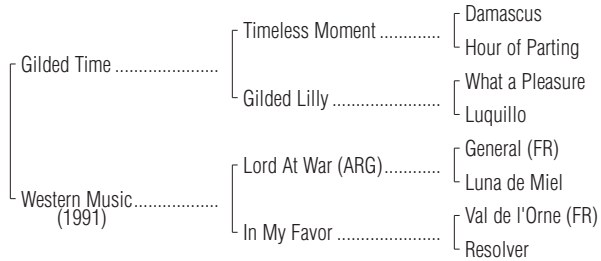 Damascus
Timeless Moment .............
Hour of Parting
Gilded Time ......................
What a Pleasure
Gilded Lilly .......................
Luquillo
General (FR)
Lord At War (ARG)............
Luna de Miel
Western Music..................
(1991)
Val de l'Orne (FR)
In My Favor ......................
Resolver